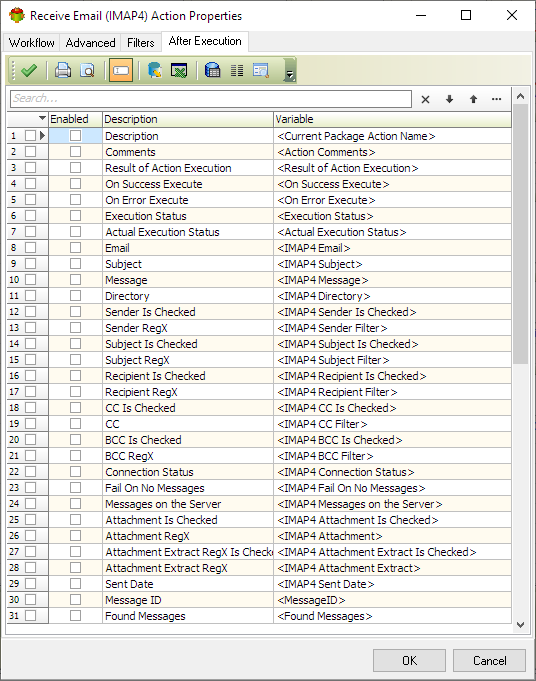 Receive Email (IMAP4) Action Properties
Workflow Advanced Filters After Execution
Search...
Enabled Description Variable
1 Description <Current Package Action Name>
2 Comments <Action Comments>
3 Result of Action Execution <Result of Action Execution>
4 On Success Execute <On Success Execute>
5 On Error Execute <On Error Execute>
6 Execution Status <Execution Status>
7 Actual Execution Status <Actual Execution Status>
8 Email <IMAP4 Email>
9 Subject <IMAP4 Subject>
10 Message <IMAP4 Message>
11 Directory <IMAP4 Directory>
12 Sender Is Checked <IMAP4 Sender Is Checked>
13 Sender RegX <IMAP4 Sender Filter>
14 Subject Is Checked <IMAP4 Subject Is Checked>
15 Subject RegX <IMAP4 Subject Filter>
16 Recipient Is Checked <IMAP4 Recipient Is Checked>
17 Recipient RegX <IMAP4 Recipient Filter>
18 CC Is Checked <IMAP4 CC Is Checked>
19 CC <IMAP4 CC Filter>
20 BCC Is Checked <IMAP4 BCC Is Checked>
21 BCC RegX <IMAP4 BCC Filter>
22 Connection Status <IMAP4 Connection Status>
23 Fail On No Messages <IMAP4 Fail On No Messages>
24 Messages on the Server <IMAP4 Messages on the Server>
25 Attachment Is Checked <IMAP4 Attachment Is Checked>
26 Attachment RegX <IMAP4 Attachment>
27 Attachment Extract RegX Is Checke <IMAP4 Attachment Extract Is Checked>
28 Attachment Extract RegX <IMAP4 Attachment Extract>
29 Sent Date <IMAP4 Sent Date>
30 Message ID <MessageID>
31 Found Messages <Found Messages>
OK Cancel